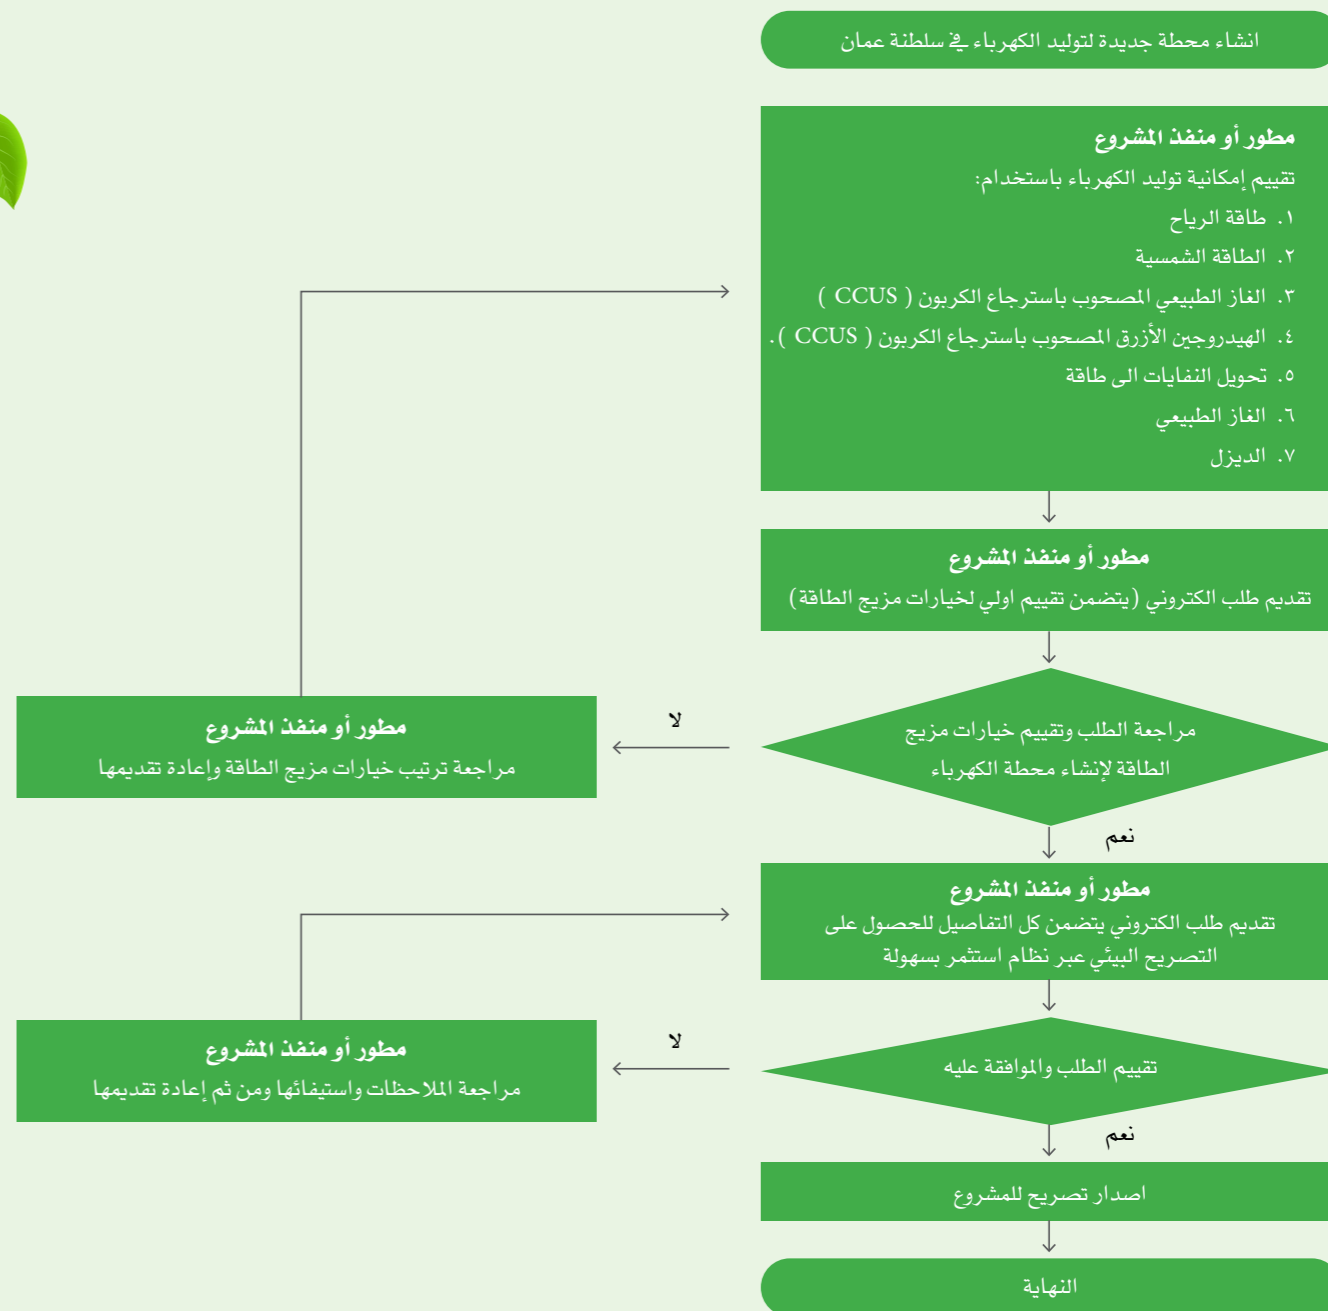 انشاء محطة جديدة لتوليد الكهرباء في سلطنة عمان
مطور أو منفذ المشروع
تقييم إمكانية توليد الكهرباء باستخدام:
١. طاقة الرياح
٢. الطاقة الشمسية
٣. الغاز الطبيعي المصحوب باسترجاع الكربون ( CCUS )
٤. الهيدروجين الأزرق المصحوب باسترجاع الكربون ( CCUS ).
٥. تحويل النفايات الى طاقة
٦. الغاز الطبيعي
٧. الديزل
مطور أو منفذ المشروع
تقديم طلب الكتروني (يتضمن تقييم اولي لخيارات مزيج الطاقة)
مراجعة الطلب وتقييم خيارات مزيج
الطاقة لإنشاء محطة الكهرباء
لا
مطور أو منفذ المشروع
مراجعة ترتيب خيارات مزيج الطاقة وإعادة تقديمها
نعم
مطور أو منفذ المشروع
تقديم طلب الكتروني يتضمن كل التفاصيل للحصول على
التصريح البيئي عبر نظام استثمر بسهولة
تقييم الطلب والموافقة عليه
لا
مطور أو منفذ المشروع
مراجعة الملاحظات واستيفائها ومن ثم إعادة تقديمها
نعم
اصدار تصريح للمشروع
النهاية